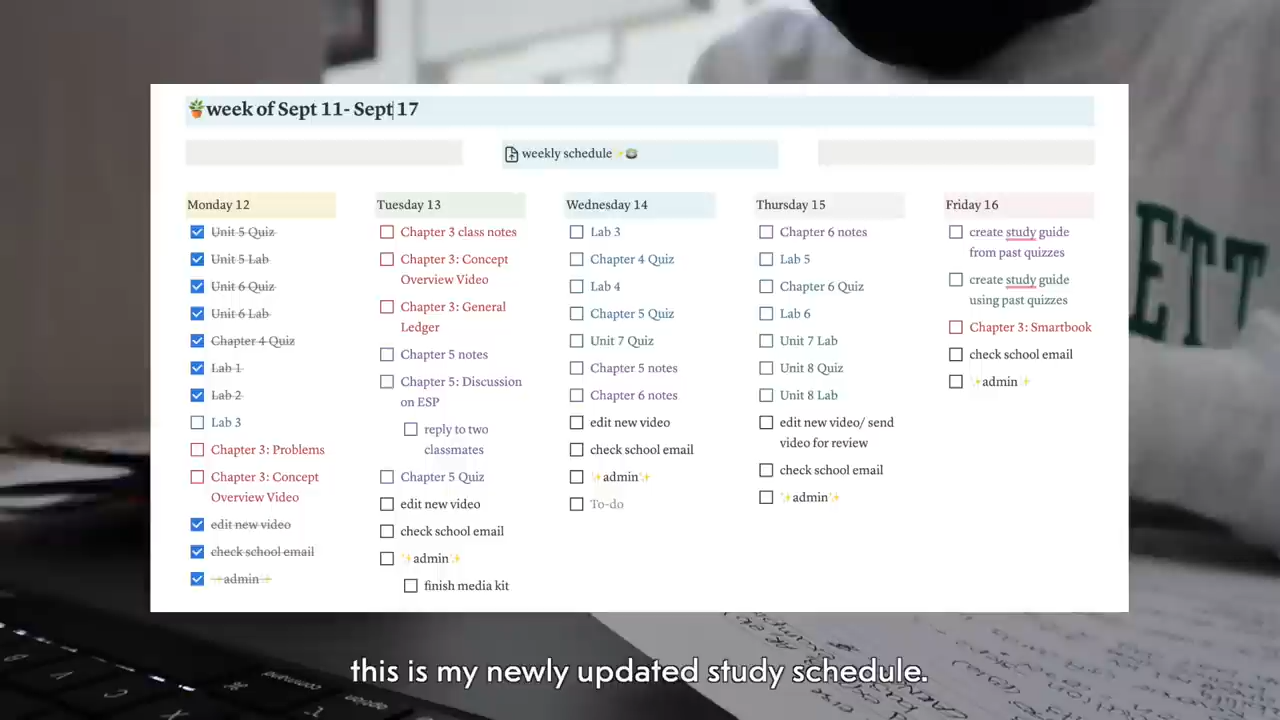 week of Sept 11- Sept 17
weekly schedule
Monday 12
Unit 5 Quiz
Unit 5 Lab
Unit 6 Quiz
Unit 6 Lab
Chapter 4 Quiz
Lab 1
Lab 2
Lab 3
Chapter 3: Problems
Chapter 3: Concept
Overview Video
edit new video
check school email
✨admin✨
Tuesday 13
Chapter 3 class notes
Chapter 3: Concept
Overview Video
Chapter 3: General
Ledger
Chapter 5 notes
Chapter 5: Discussion
on ESP
reply to two
classmates
Chapter 5 Quiz
edit new video
check school email
✨admin✨
finish media kit
Wednesday 14
Lab 3
Chapter 4 Quiz
Lab 4
Chapter 5 Quiz
Unit 7 Quiz
Chapter 5 notes
Chapter 6 notes
edit new video
check school email
✨admin✨
To-do
Thursday 15
Chapter 6 notes
Lab 5
Chapter 6 Quiz
Lab 6
Unit 7 Lab
Unit 8 Quiz
Unit 8 Lab
edit new video/ send
video for review
check school email
✨admin✨
Friday 16
create study guide
from past quizzes
create study guide
using past quizzes
Chapter 3: Smartbook
check school email
✨admin✨
ETT
command
option
this is my newly updated study schedule.